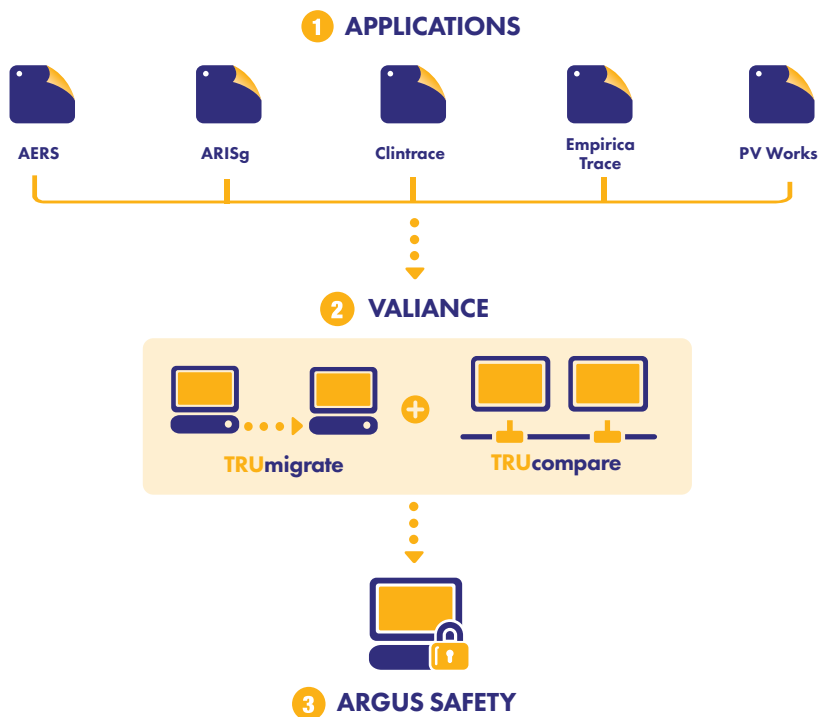 1 APPLICATIONS
AERS
ARISg
Clintrace
Empirica
Trace
PV Works
2 VALIANCE
TRUmigrate
TRUcompare
3 ARGUS SAFETY